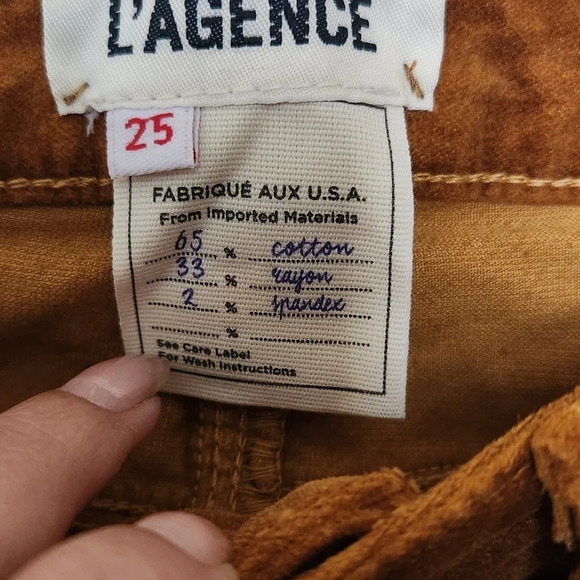 L'AGENCE
25
FABRIQUÉ AUX U.S.A.
From Imported Materials
65 % cotton
33 % rayon
2 % spandex
%
See Care Label
For Wash Instructions